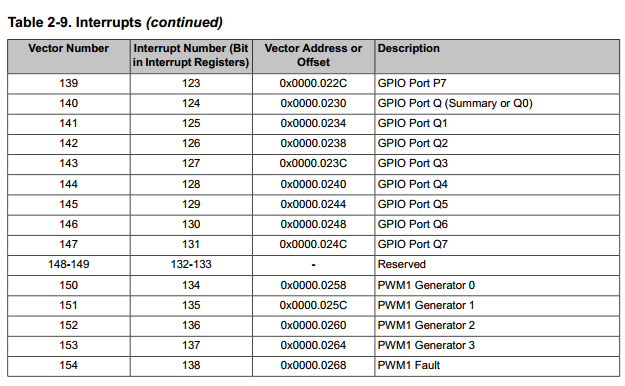 Table 2-9. Interrupts (continued)
Vector Number Interrupt Number (Bit in Interrupt Registers) Vector Address or Offset Description
139 123 0x0000.022C GPIO Port P7
140 124 0x0000.0230 GPIO Port Q (Summary or Q0)
141 125 0x0000.0234 GPIO Port Q1
142 126 0x0000.0238 GPIO Port Q2
143 127 0x0000.023C GPIO Port Q3
144 128 0x0000.0240 GPIO Port Q4
145 129 0x0000.0244 GPIO Port Q5
146 130 0x0000.0248 GPIO Port Q6
147 131 0x0000.024C GPIO Port Q7
148-149 132-133 - Reserved
150 134 0x0000.0258 PWM1 Generator 0
151 135 0x0000.025C PWM1 Generator 1
152 136 0x0000.0260 PWM1 Generator 2
153 137 0x0000.0264 PWM1 Generator 3
154 138 0x0000.0268 PWM1 Fault